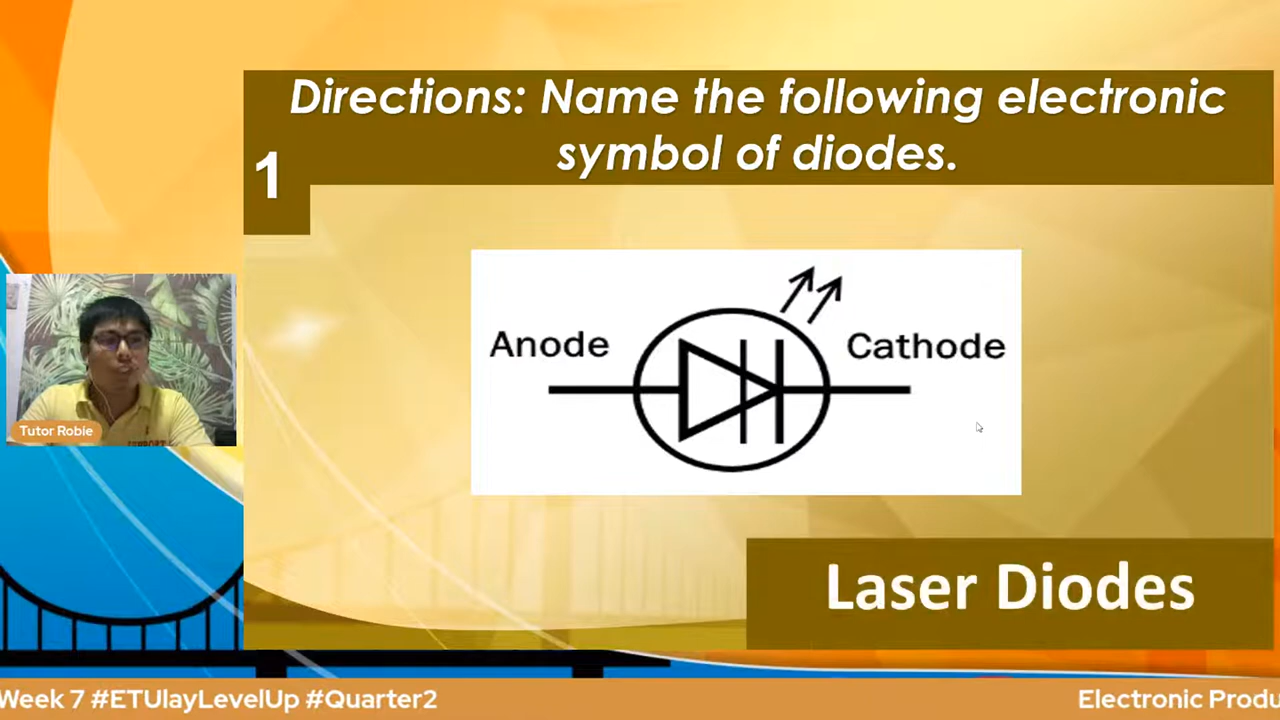 Directions: Name the following electronic
symbol of diodes.
1
Anode
Cathode
Tutor Robie
Laser Diodes
Week 7 #ETUlayLevelUp #Quarter2
Electronic Produ